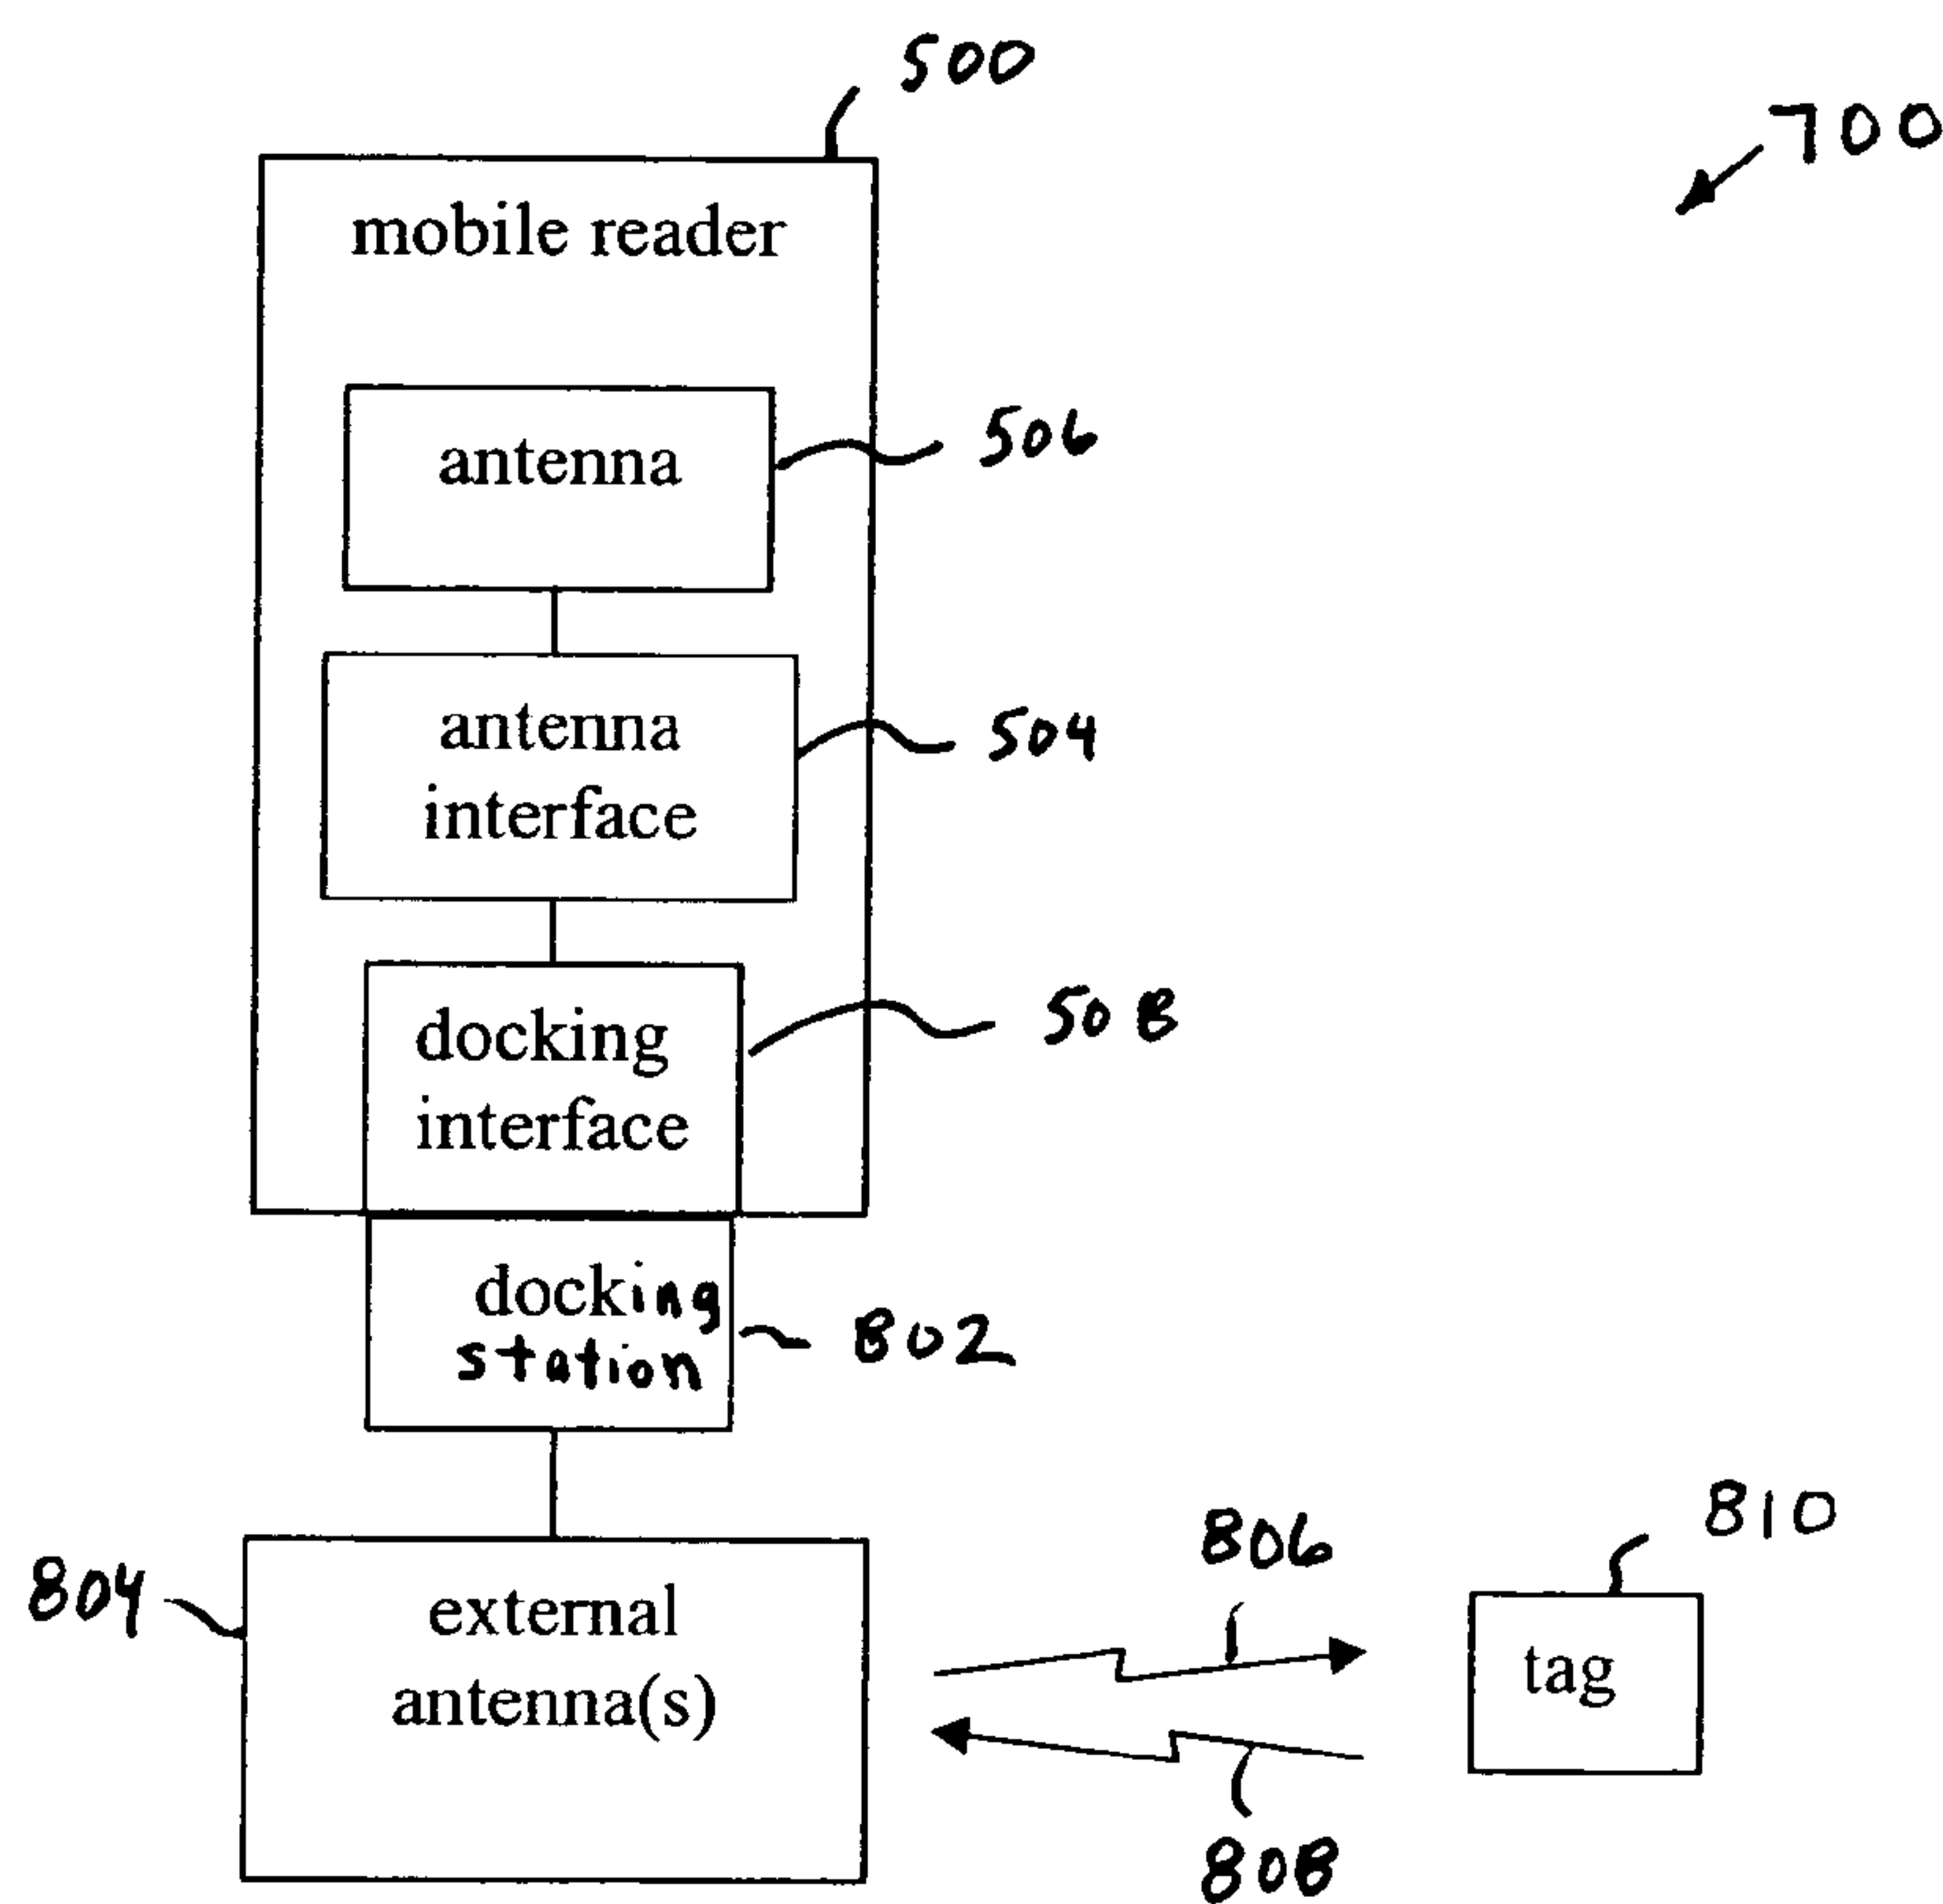 500
700
mobile reader
antenna
506
antenna
interface
504
docking
interface
508
docking
station
802
804
external
antenna(s)
806
808
810
tag